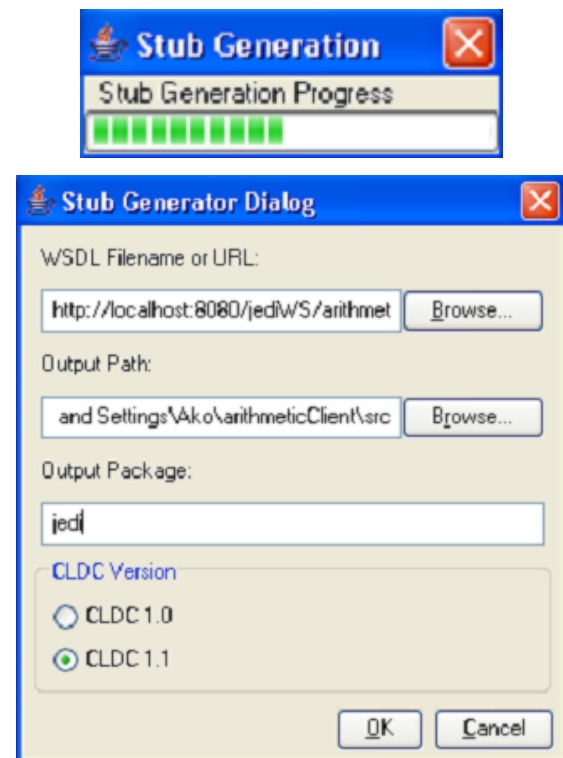 Stub Generation
Stub Generation Progress
Stub Generator Dialog
WSDL Filename or URL:
http://localhost:8080/jediWS/arithmet Browse...
Output Path:
and Settings\Ako\arithmeticClient\src Browse...
Output Package:
jedi
CLDC Version
CLDC 1.0
CLDC 1.1
OK Cancel